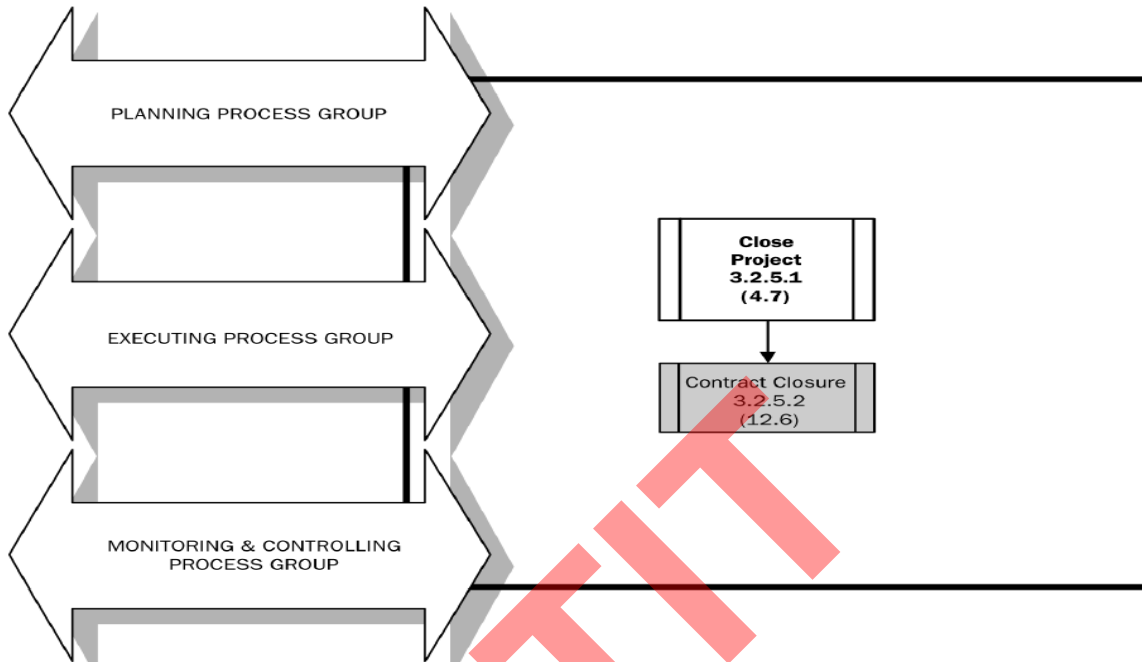 PLANNING PROCESS GROUP
Close
Project
3.2.5.1
(4.7)
EXECUTING PROCESS GROUP
Contract Closure
3.2.5.2
(12.6)
MONITORING & CONTROLLING
PROCESS GROUP
TIT